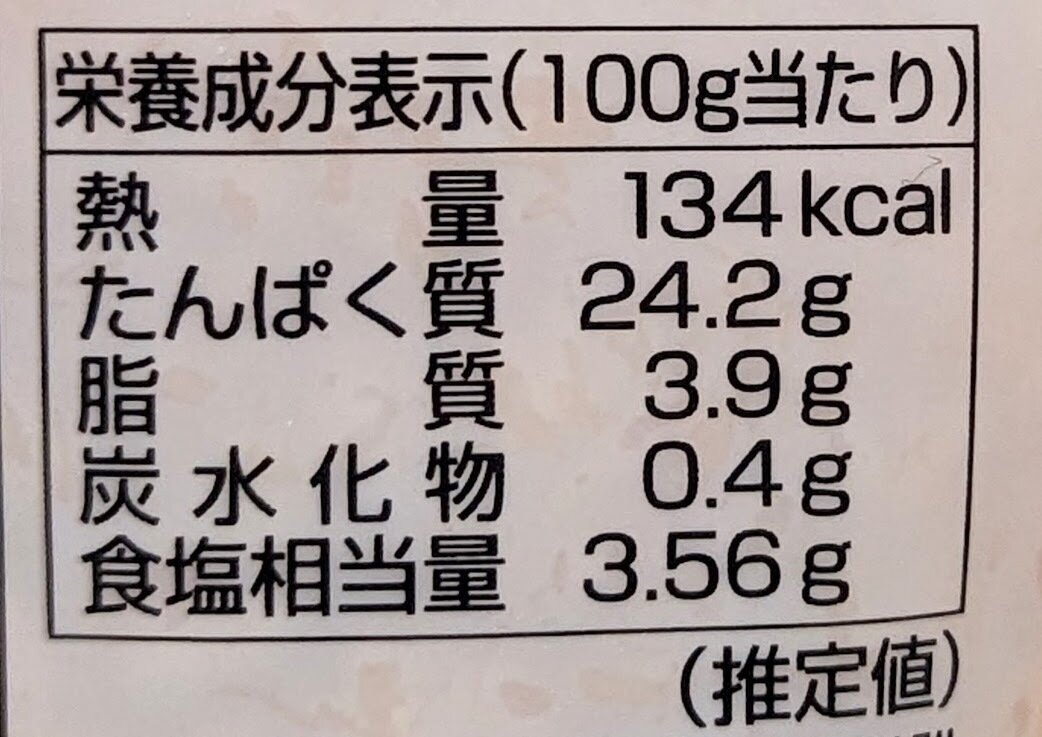 栄養成分表示(100g当たり)
熱量 134kcal
たんぱく質 24.2g
脂質 3.9g
炭水化物 0.4g
食塩相当量 3.56g
(推定値)